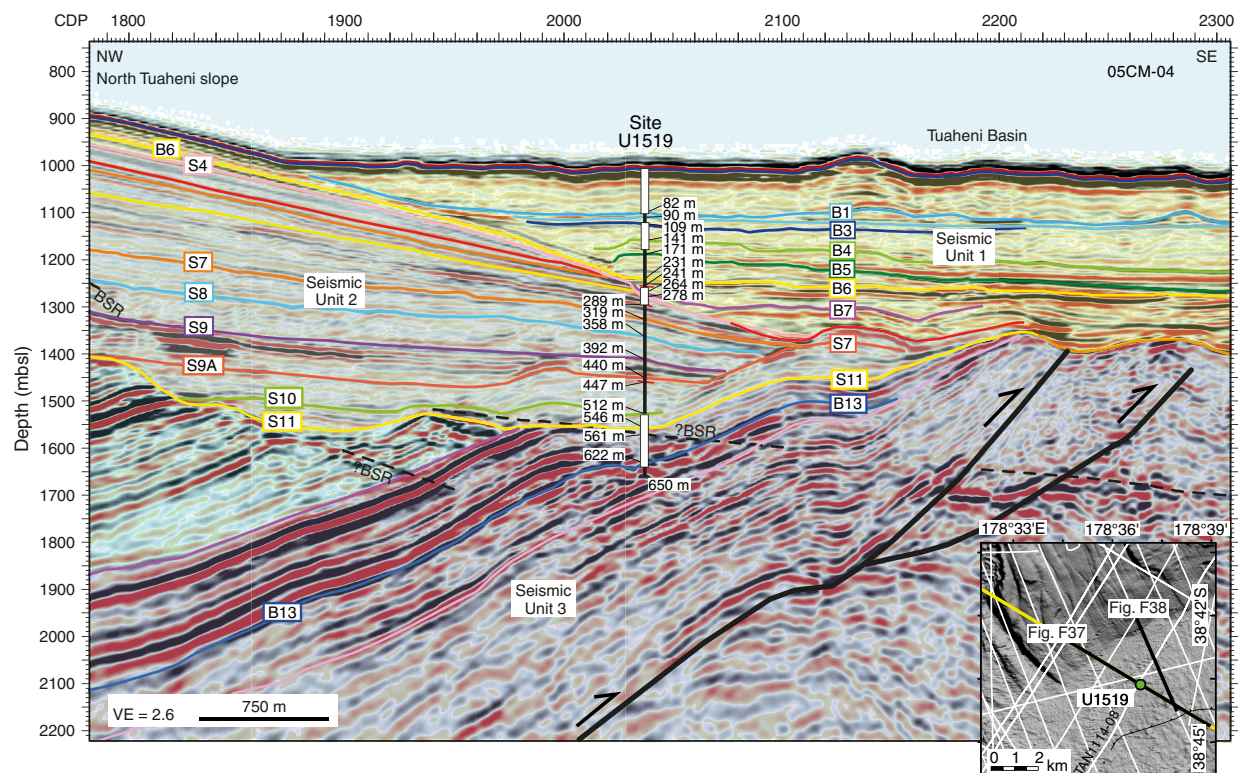 CDP 1800 1900 2000 2100 2200 2300
NW
SE
North Tuaheni slope
05CM-04
Site
U1519
Tuaheni Basin
Depth (mbsl)
800
900
1000
1100
1200
1300
1400
1500
1600
1700
1800
1900
2000
2100
2200
B6
S4
S7
S8
BSR
S9
S9A
S10
S11
?BSR
B13
Seismic
Unit 2
82 m
90 m
109 m
141 m
171 m
231 m
241 m
264 m
278 m
289 m
319 m
358 m
392 m
440 m
447 m
512 m
546 m
561 m
622 m
650 m
B1
B3
B4
B5
B6
B7
S7
S11
B13
?BSR
Seismic
Unit 1
Seismic
Unit 3
VE = 2.6
750 m
178°33'E 178°36' 178°39'
Fig. F38
Fig. F37
38°42'S
U1519
TAN1114-08
38°45'
0 1 2 km